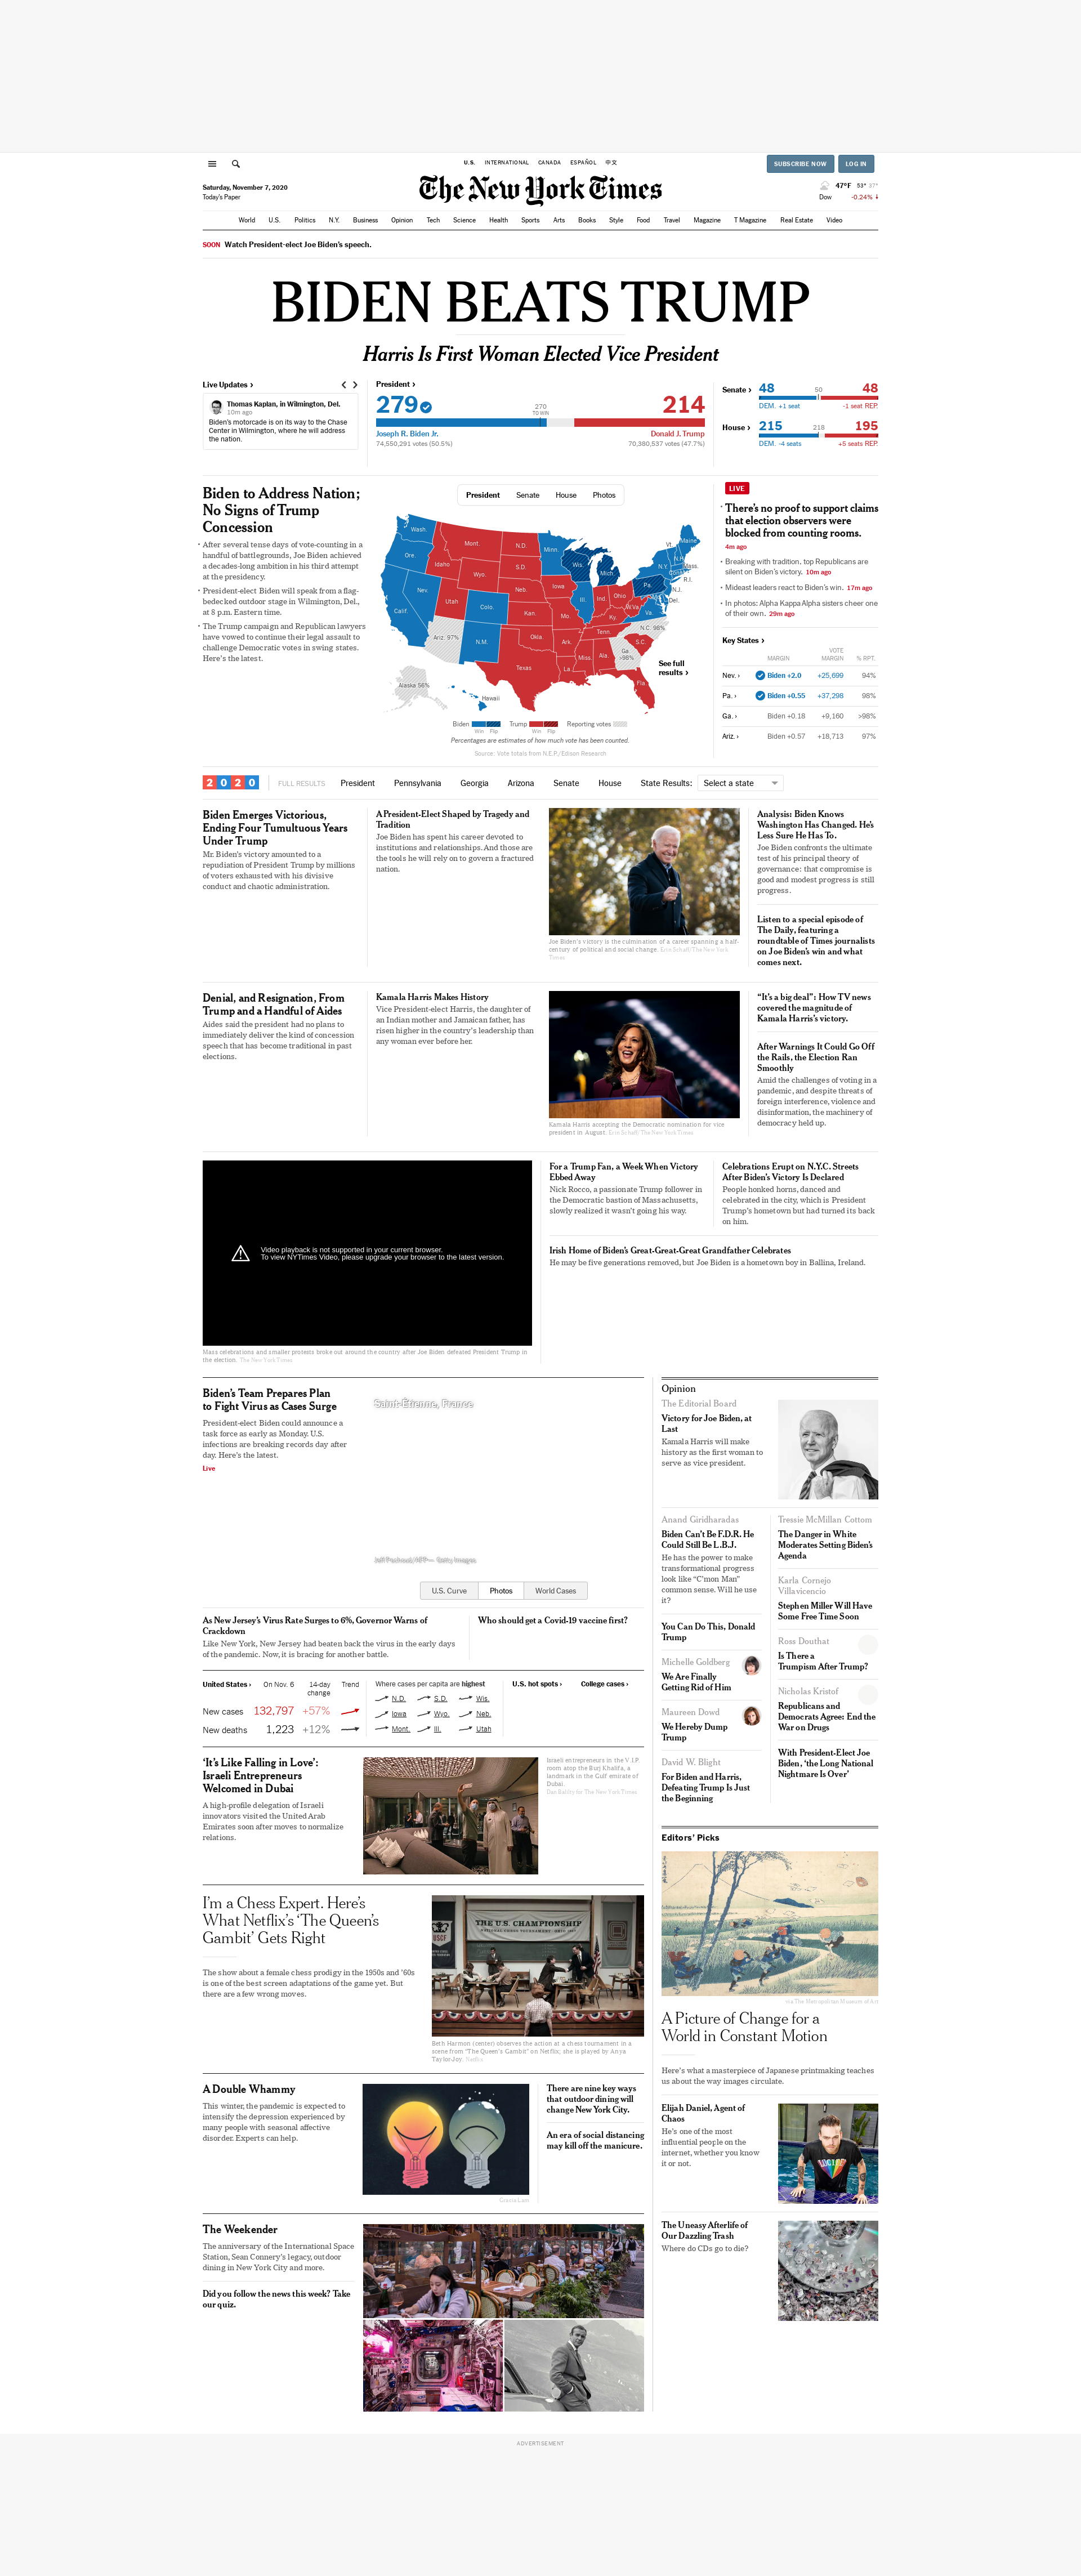 U.S. INTERNATIONAL CANADA ESPAÑOL 中文
SUBSCRIBE NOW LOG IN
Saturday, November 7, 2020
Today's Paper
The New York Times
47°F 53° 37°
Dow -0.24% ↓
World U.S. Politics N.Y. Business Opinion Tech Science Health Sports Arts Books Style Food Travel Magazine T Magazine Real Estate Video
SOON Watch President-elect Joe Biden's speech.
BIDEN BEATS TRUMP
Harris Is First Woman Elected Vice President
Live Updates ›
Thomas Kaplan, in Wilmington, Del.
10m ago
Biden's motorcade is on its way to the Chase
Center in Wilmington, where he will address
the nation.
President ›
279 270 214
TO WIN
Joseph R. Biden Jr. Donald J. Trump
74,550,291 votes (50.5%) 70,380,537 votes (47.7%)
Senate › 48 50 48
DEM. +1 seat -1 seat REP.
House › 215 218 195
DEM. -4 seats +5 seats REP.
Biden to Address Nation;
No Signs of Trump
Concession
After several tense days of vote-counting in a
handful of battlegrounds, Joe Biden achieved
a decades-long ambition in his third attempt
at the presidency.
President-elect Biden will speak from a flag-
bedecked outdoor stage in Wilmington, Del.,
at 8 p.m. Eastern time.
The Trump campaign and Republican lawyers
have vowed to continue their legal assault to
challenge Democratic votes in swing states.
Here's the latest.
President Senate House Photos
Wash.
Mont.
N.D.
Minn.
Vt.
Maine
Ore.
Idaho
S.D.
Wis.
Mich.
N.H.
Mass.
Wyo.
R.I.
Nev.
Utah
Neb.
Iowa
Ill.
Ind.
Ohio
Pa.
N.J.
Del.
Calif.
Colo.
Kan.
Mo.
Ky.
W.Va.
Va.
Ariz. 97%
N.M.
Okla.
Ark.
Tenn.
N.C. 98%
S.C.
Texas
La.
Miss.
Ala.
Ga.
>98%
Fla.
Alaska 56%
Hawaii
See full
results ›
Biden Trump Reporting votes
Win Flip Win Flip
Percentages are estimates of how much vote has been counted.
Source: Vote totals from N.E.P./Edison Research
LIVE
There's no proof to support claims
that election observers were
blocked from counting rooms.
4m ago
Breaking with tradition, top Republicans are
silent on Biden's victory. 10m ago
Mideast leaders react to Biden's win. 17m ago
In photos: Alpha Kappa Alpha sisters cheer one
of their own. 29m ago
Key States ›
VOTE
MARGIN MARGIN % RPT.
Nev. › Biden +2.0 +25,699 94%
Pa. › Biden +0.55 +37,298 98%
Ga. › Biden +0.18 +9,160 >98%
Ariz. › Biden +0.57 +18,713 97%
2020 FULL RESULTS President Pennsylvania Georgia Arizona Senate House State Results: Select a state
Biden Emerges Victorious,
Ending Four Tumultuous Years
Under Trump
Mr. Biden's victory amounted to a
repudiation of President Trump by millions
of voters exhausted with his divisive
conduct and chaotic administration.
A President-Elect Shaped by Tragedy and
Tradition
Joe Biden has spent his career devoted to
institutions and relationships. And those are
the tools he will rely on to govern a fractured
nation.
Joe Biden's victory is the culmination of a career spanning a half-
century of political and social change. Erin Schaff/The New York
Times
Analysis: Biden Knows
Washington Has Changed. He's
Less Sure He Has To.
Joe Biden confronts the ultimate
test of his principal theory of
governance: that compromise is
good and modest progress is still
progress.
Listen to a special episode of
The Daily, featuring a
roundtable of Times journalists
on Joe Biden's win and what
comes next.
Denial, and Resignation, From
Trump and a Handful of Aides
Aides said the president had no plans to
immediately deliver the kind of concession
speech that has become traditional in past
elections.
Kamala Harris Makes History
Vice President-elect Harris, the daughter of
an Indian mother and Jamaican father, has
risen higher in the country's leadership than
any woman ever before her.
Kamala Harris accepting the Democratic nomination for vice
president in August. Erin Schaff/The New York Times
“It's a big deal”: How TV news
covered the magnitude of
Kamala Harris's victory.
After Warnings It Could Go Off
the Rails, the Election Ran
Smoothly
Amid the challenges of voting in a
pandemic, and despite threats of
foreign interference, violence and
disinformation, the machinery of
democracy held up.
Video playback is not supported in your current browser.
To view NYTimes Video, please upgrade your browser to the latest version.
Mass celebrations and smaller protests broke out around the country after Joe Biden defeated President Trump in
the election. The New York Times
For a Trump Fan, a Week When Victory
Ebbed Away
Nick Rocco, a passionate Trump follower in
the Democratic bastion of Massachusetts,
slowly realized it wasn't going his way.
Celebrations Erupt on N.Y.C. Streets
After Biden's Victory Is Declared
People honked horns, danced and
celebrated in the city, which is President
Trump's hometown but had turned its back
on him.
Irish Home of Biden's Great-Great-Great Grandfather Celebrates
He may be five generations removed, but Joe Biden is a hometown boy in Ballina, Ireland.
Biden's Team Prepares Plan
to Fight Virus as Cases Surge
President-elect Biden could announce a
task force as early as Monday. U.S.
infections are breaking records day after
day. Here's the latest.
Live
Saint-Étienne, France
Jeff Pachoud/AFP — Getty Images
U.S. Curve Photos World Cases
As New Jersey's Virus Rate Surges to 6%, Governor Warns of
Crackdown
Like New York, New Jersey had beaten back the virus in the early days
of the pandemic. Now, it is bracing for another battle.
Who should get a Covid-19 vaccine first?
United States › On Nov. 6 14-day
change Trend
New cases 132,797 +57%
New deaths 1,223 +12%
Where cases per capita are highest
N.D. S.D. Wis.
Iowa Wyo. Neb.
Mont. Ill. Utah
U.S. hot spots › College cases ›
‘It's Like Falling in Love’:
Israeli Entrepreneurs
Welcomed in Dubai
A high-profile delegation of Israeli
innovators visited the United Arab
Emirates soon after moves to normalize
relations.
Israeli entrepreneurs in the V.I.P.
room atop the Burj Khalifa, a
landmark in the Gulf emirate of
Dubai.
Dan Balilty for The New York Times
I'm a Chess Expert. Here's
What Netflix's ‘The Queen's
Gambit’ Gets Right
The show about a female chess prodigy in the 1950s and '60s
is one of the best screen adaptations of the game yet. But
there are a few wrong moves.
THE U.S. CHAMPIONSHIP
USCF
Beth Harmon (center) observes the action at a chess tournament in a
scene from “The Queen's Gambit” on Netflix; she is played by Anya
Taylor-Joy. Netflix
A Double Whammy
This winter, the pandemic is expected to
intensify the depression experienced by
many people with seasonal affective
disorder. Experts can help.
Gracia Lam
There are nine key ways
that outdoor dining will
change New York City.
An era of social distancing
may kill off the manicure.
The Weekender
The anniversary of the International Space
Station, Sean Connery's legacy, outdoor
dining in New York City and more.
Did you follow the news this week? Take
our quiz.
Opinion
The Editorial Board
Victory for Joe Biden, at
Last
Kamala Harris will make
history as the first woman to
serve as vice president.
Anand Giridharadas
Biden Can't Be F.D.R. He
Could Still Be L.B.J.
He has the power to make
transformational progress
look like “C'mon Man”
common sense. Will he use
it?
You Can Do This, Donald
Trump
Michelle Goldberg
We Are Finally
Getting Rid of Him
Maureen Dowd
We Hereby Dump
Trump
David W. Blight
For Biden and Harris,
Defeating Trump Is Just
the Beginning
Tressie McMillan Cottom
The Danger in White
Moderates Setting Biden's
Agenda
Karla Cornejo
Villavicencio
Stephen Miller Will Have
Some Free Time Soon
Ross Douthat
Is There a
Trumpism After Trump?
Nicholas Kristof
Republicans and
Democrats Agree: End the
War on Drugs
With President-Elect Joe
Biden, ‘the Long National
Nightmare Is Over’
Editors' Picks
via The Metropolitan Museum of Art
A Picture of Change for a
World in Constant Motion
Here's what a masterpiece of Japanese printmaking teaches
us about the way images circulate.
Elijah Daniel, Agent of
Chaos
He's one of the most
influential people on the
internet, whether you know
it or not.
The Uneasy Afterlife of
Our Dazzling Trash
Where do CDs go to die?
ADVERTISEMENT